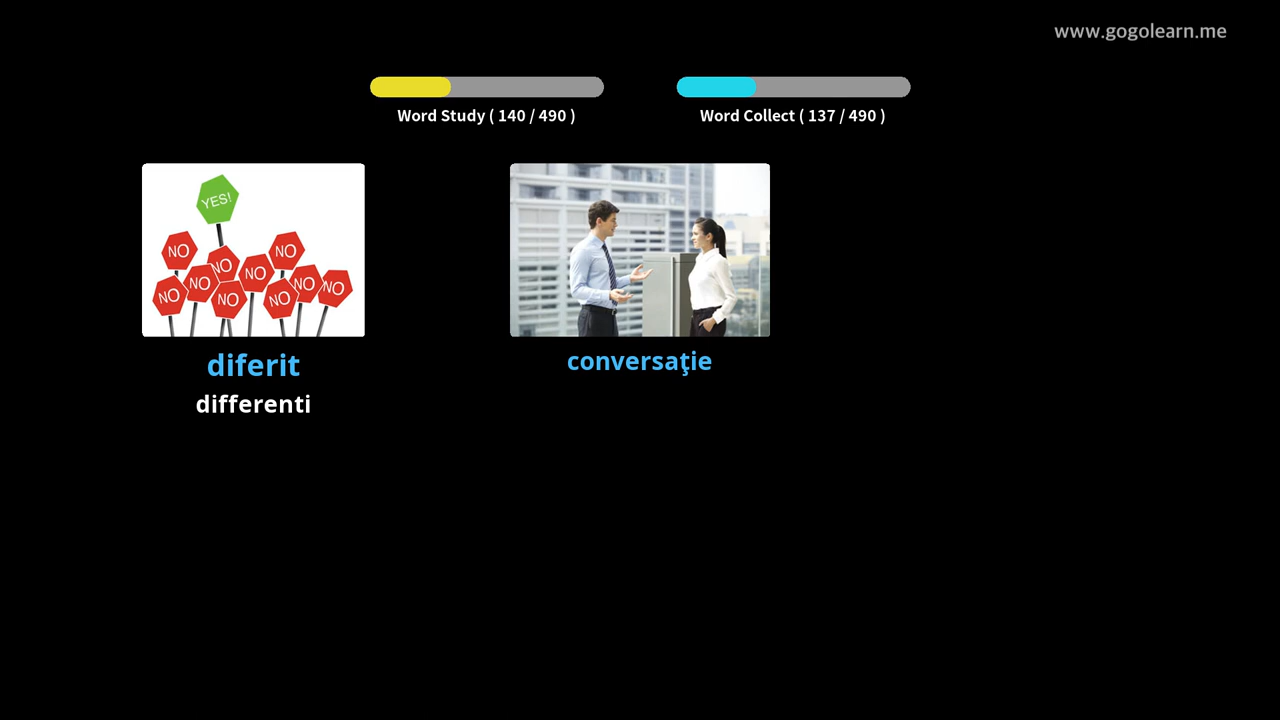 www.gogolearn.me
Word Study ( 140 / 490 )
Word Collect ( 137 / 490 )
YES!
NO
NO
NO
NO
NO
NO
NO
NO
NO
NO
diferit
differenti
conversaţie